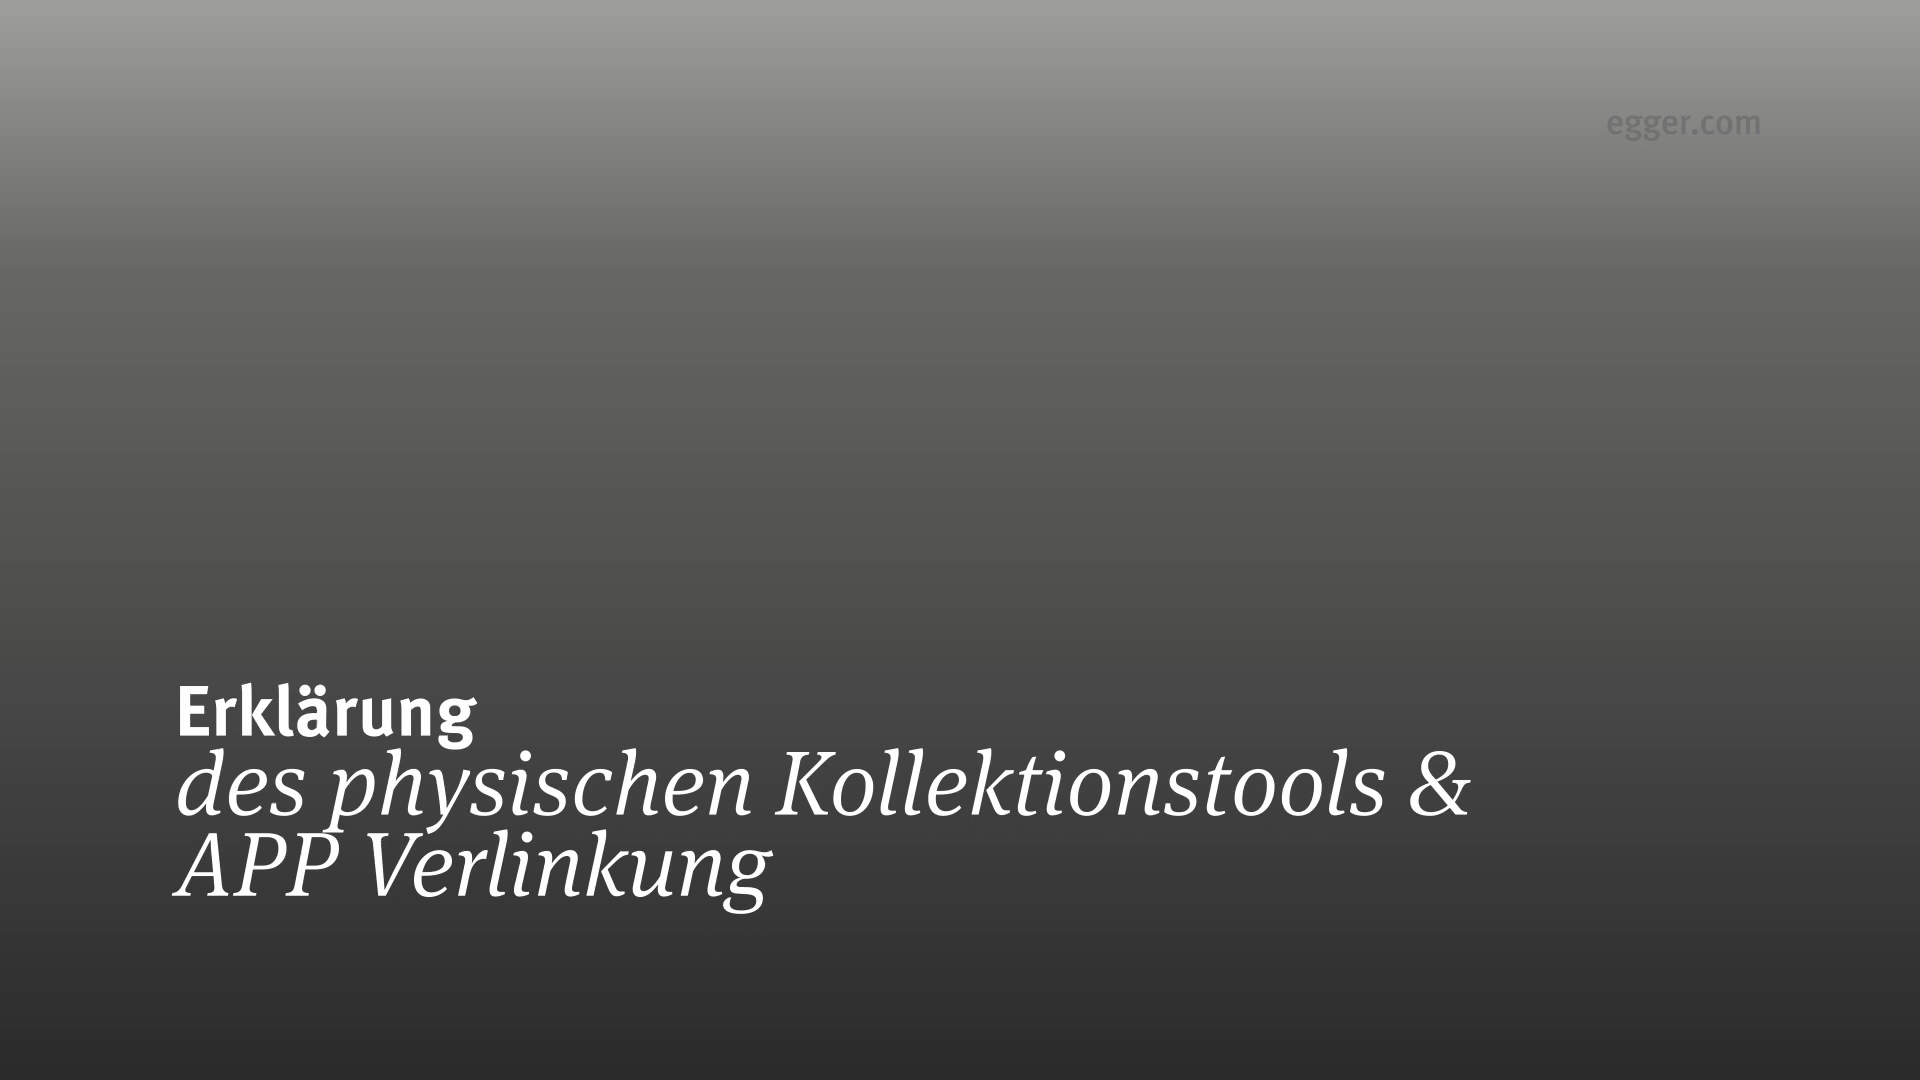 egger.com
Erklärung
des physischen Kollektionstools &
APP Verlinkung